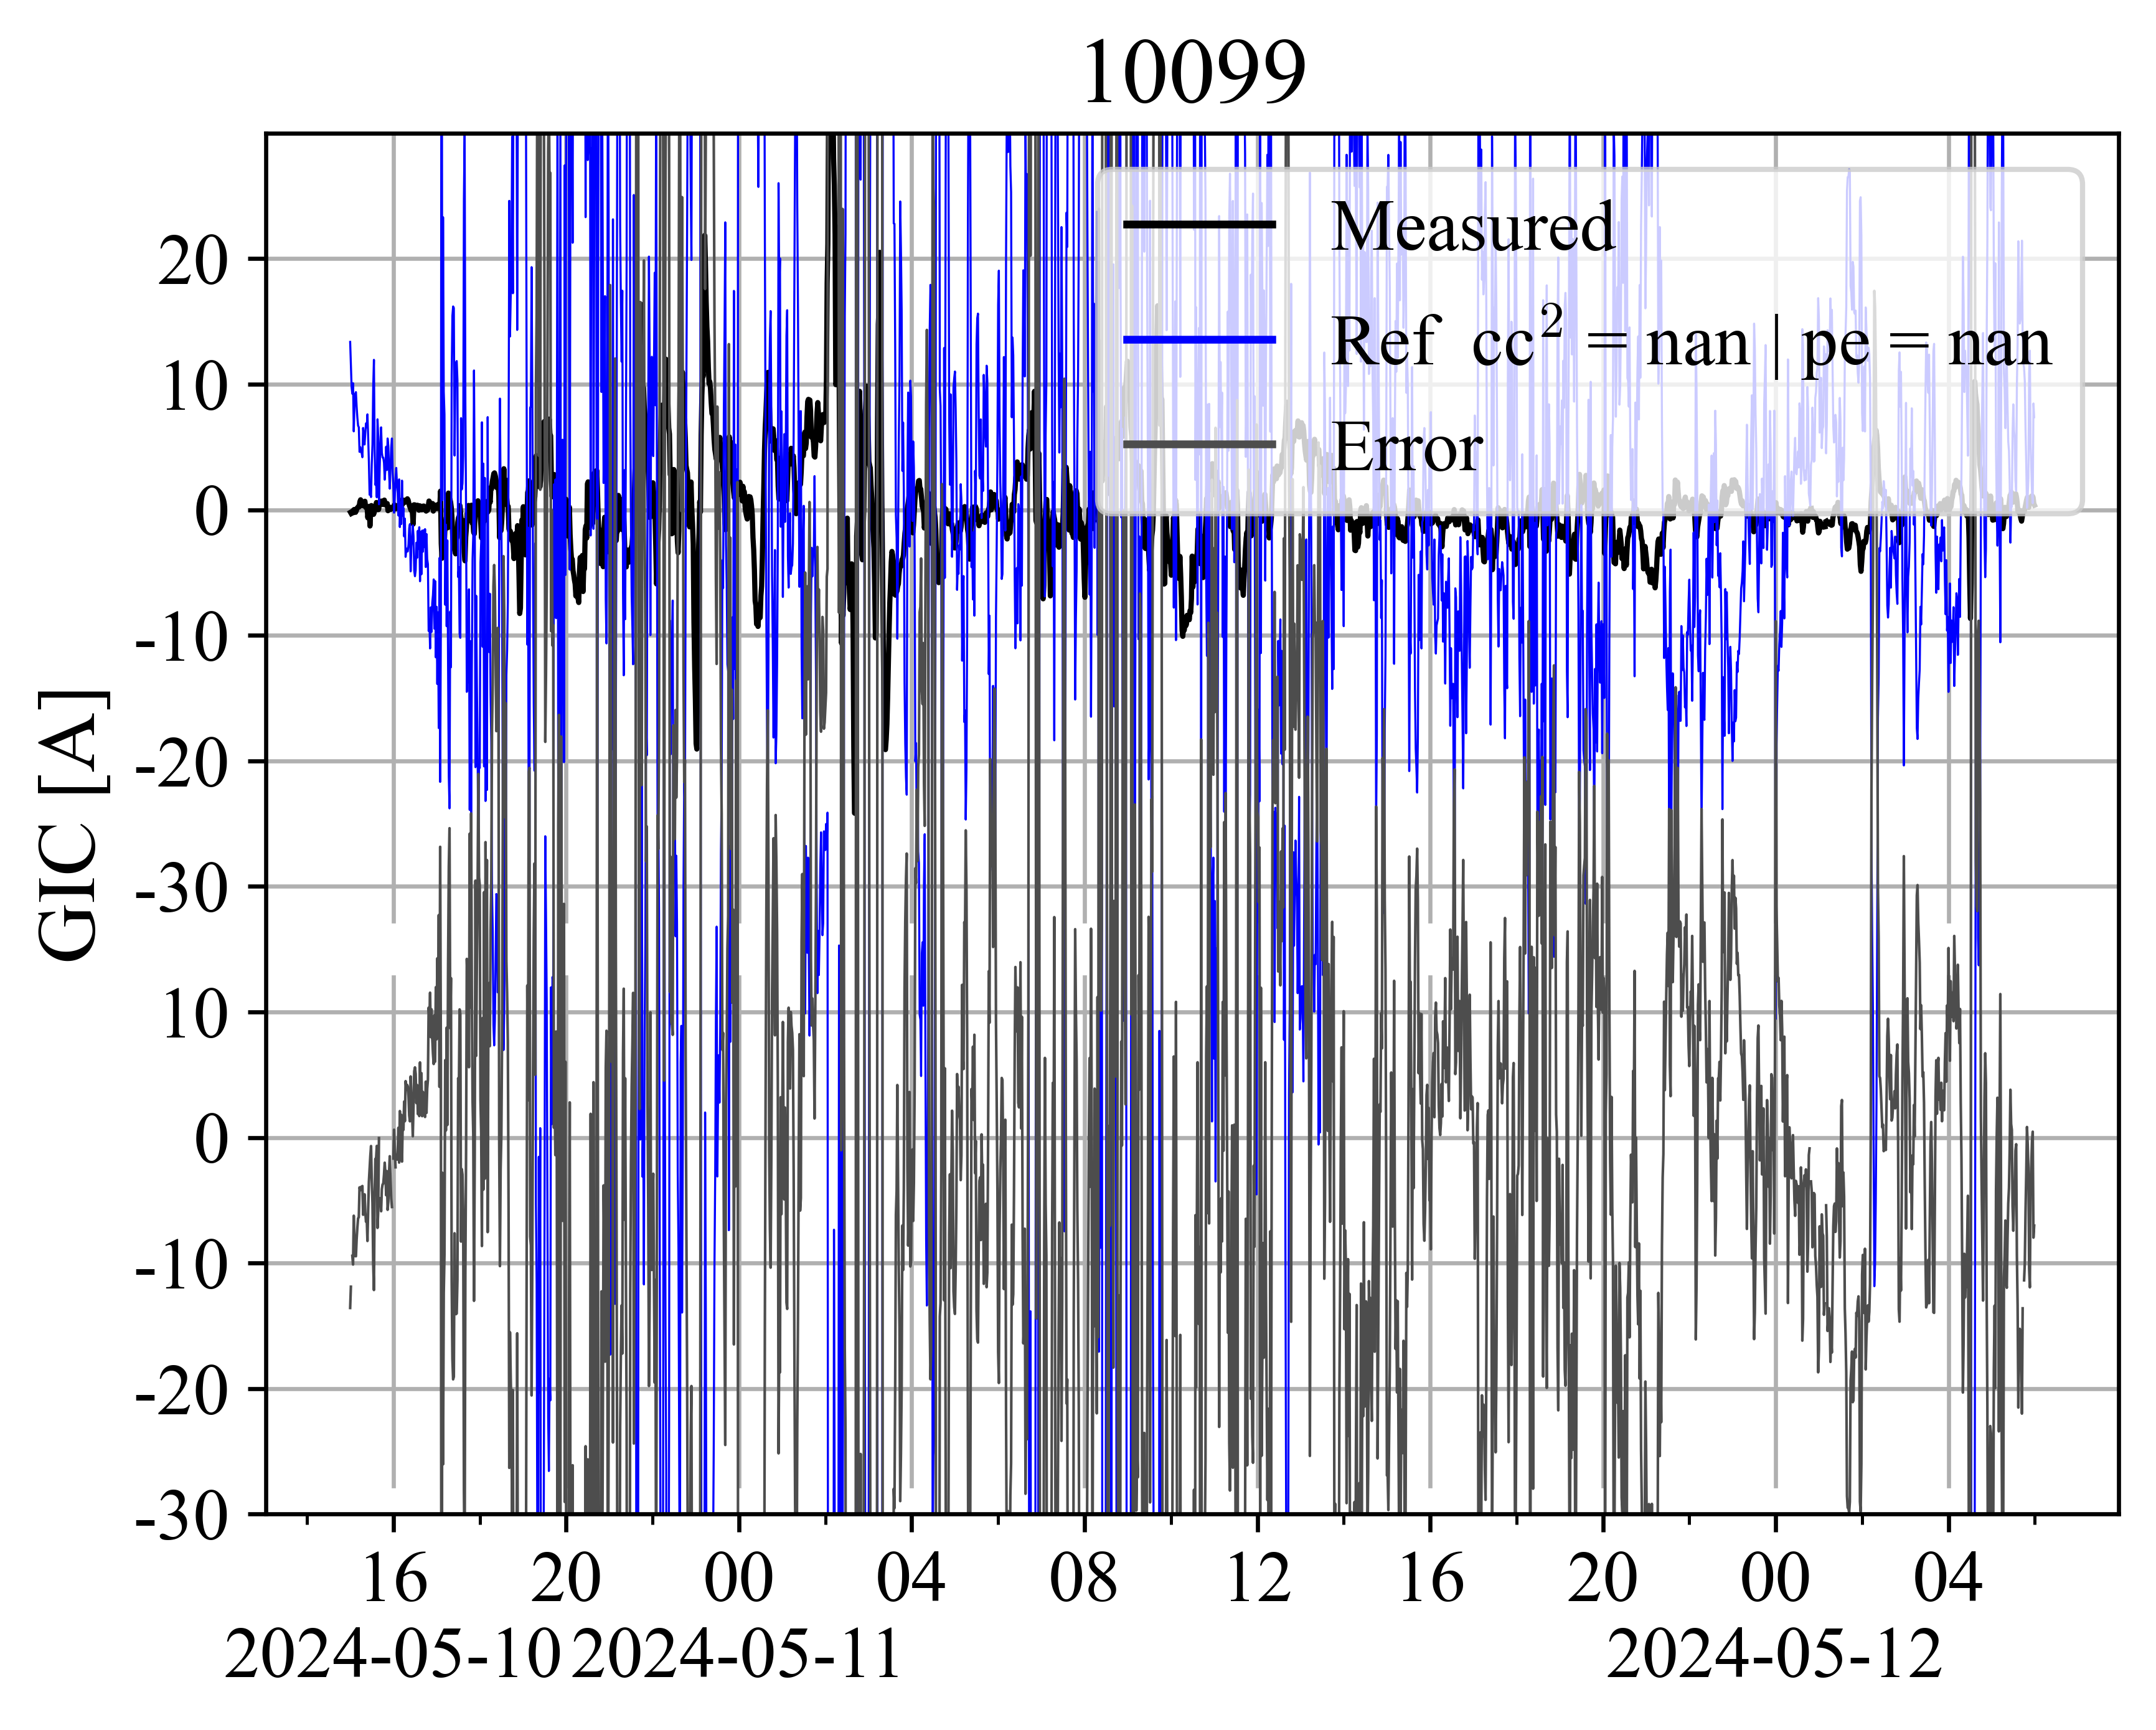 10099
Measured
Ref cc² = nan | pe = nan
Error
GIC [A]
20
10
0
-10
-20
-30
10
0
-10
-20
-30
16 20 00 04 08 12 16 20 00 04
2024-05-10 2024-05-11 2024-05-12